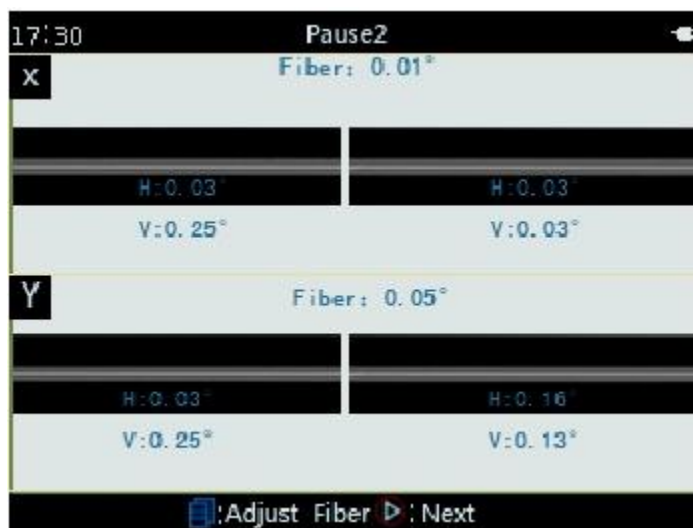 17:30 Pause2
X Fiber: 0.01°
H:0.03° H:0.03°
V:0.25° V:0.03°
Y Fiber: 0.05°
H:0.03° H:0.16°
V:0.25° V:0.13°
:Adjust Fiber :Next